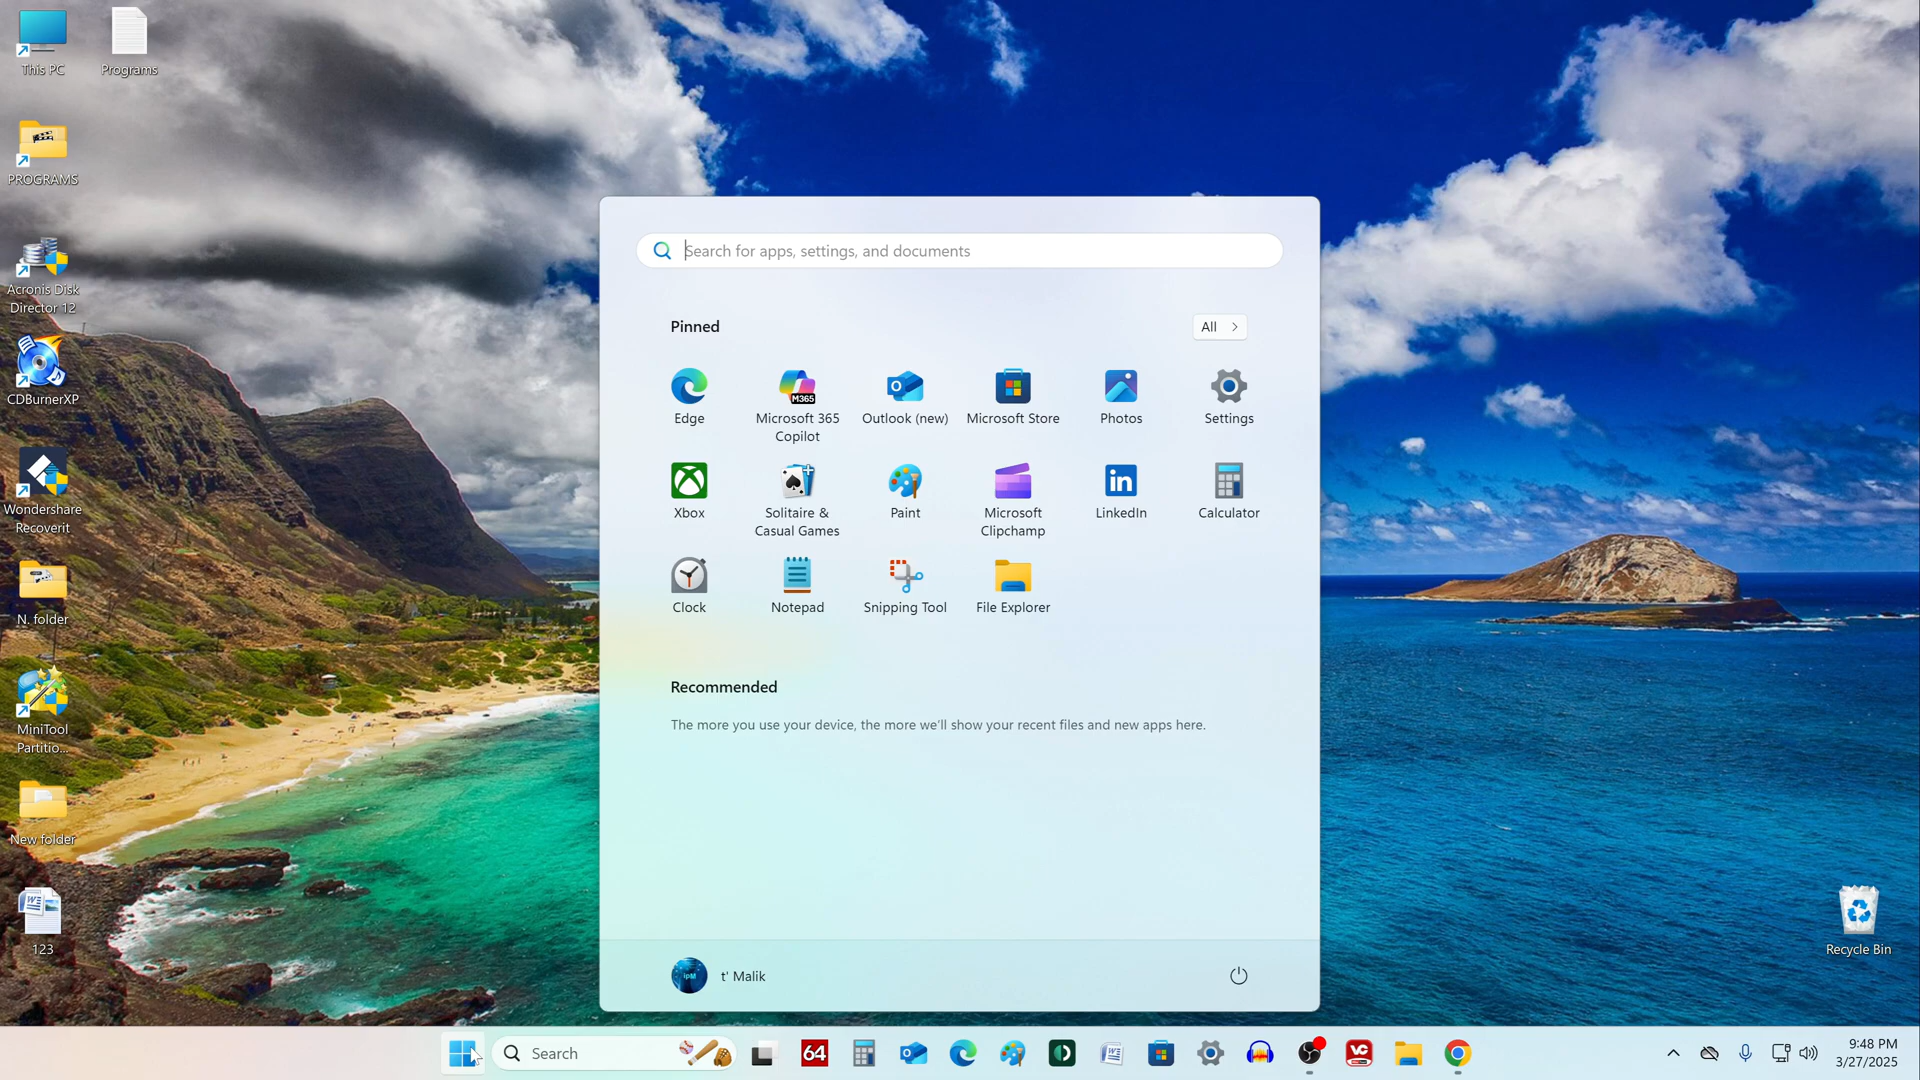 This PC
Programs
PROGRAMS
Acronis Disk
Director 12
CDBurnerXP
Wondershare
Recoverit
N. folder
MiniTool
Partitio...
New folder
123
Recycle Bin
Search for apps, settings, and documents
Pinned
All
Edge
Microsoft 365
Copilot
M365
Outlook (new)
Microsoft Store
Photos
Settings
Xbox
Solitaire &
Casual Games
Paint
Microsoft
Clipchamp
LinkedIn
Calculator
Clock
Notepad
Snipping Tool
File Explorer
Recommended
The more you use your device, the more we'll show your recent files and new apps here.
ipM
t' Malik
Search
64
VC
9:48 PM
3/27/2025